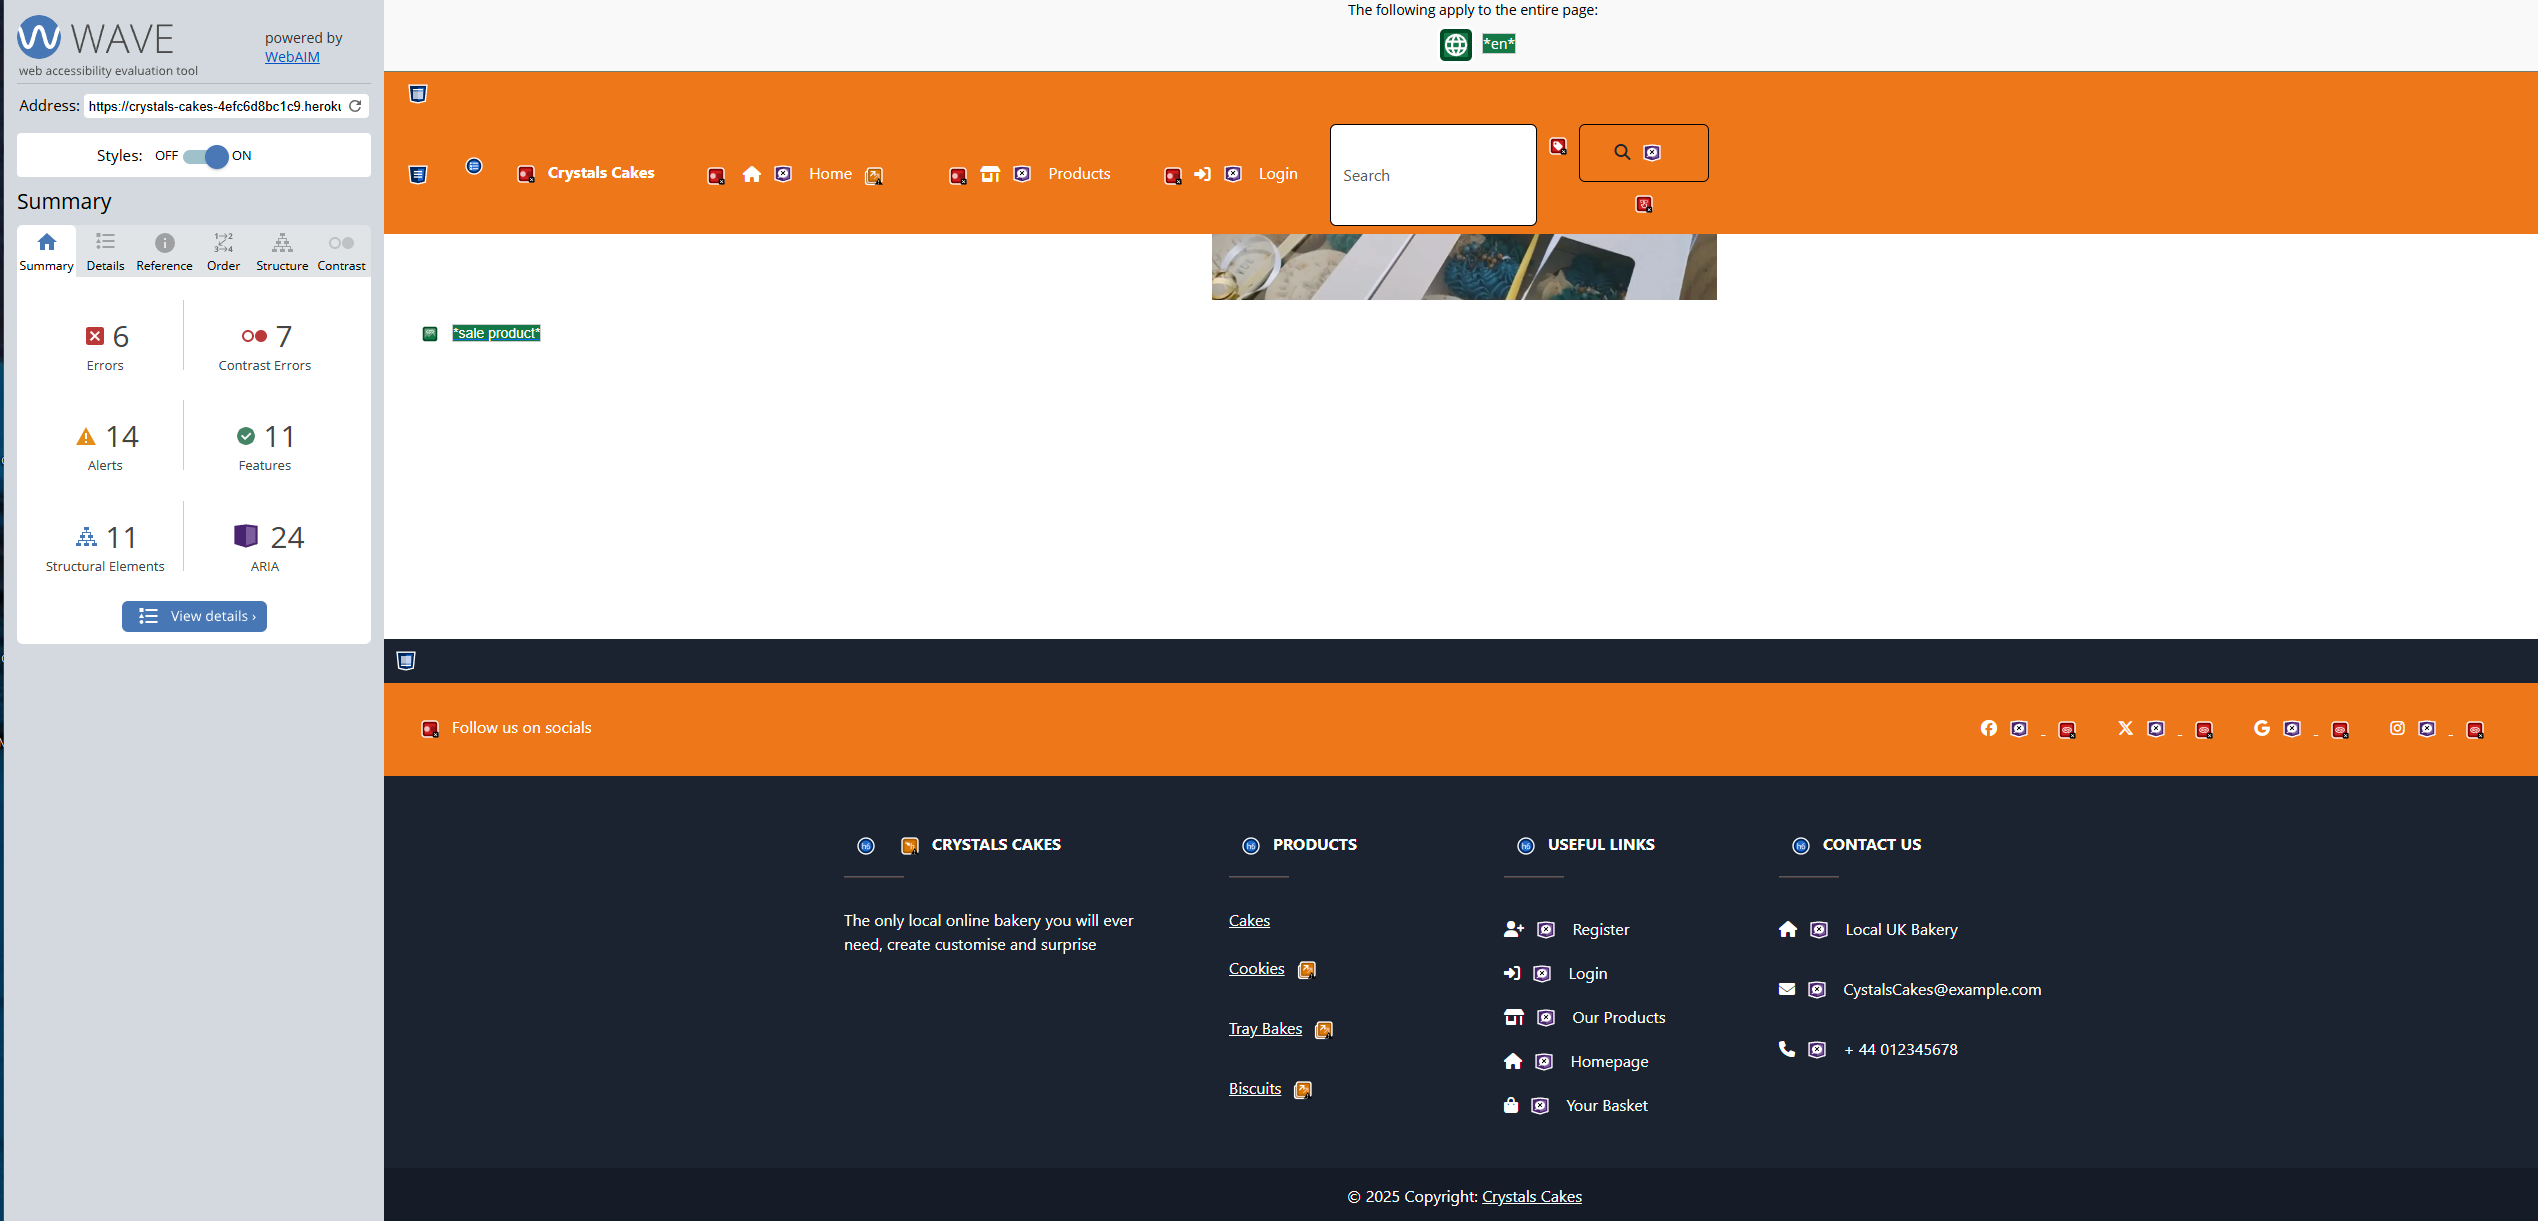 WAVE
powered by
WebAIM
web accessibility evaluation tool
Address: https://crystals-cakes-4efc6d8bc1c9.heroku
Styles: OFF ON
Summary
Summary Details Reference Order Structure Contrast
6
Errors
7
Contrast Errors
14
Alerts
11
Features
11
Structural Elements
24
ARIA
View details ›
The following apply to the entire page:
*en*
Crystals Cakes Home Products Login Search
*sale product*
Follow us on socials
CRYSTALS CAKES
The only local online bakery you will ever
need, create customise and surprise
PRODUCTS
Cakes
Cookies
Tray Bakes
Biscuits
USEFUL LINKS
Register
Login
Our Products
Homepage
Your Basket
CONTACT US
Local UK Bakery
CystalsCakes@example.com
+ 44 012345678
© 2025 Copyright: Crystals Cakes